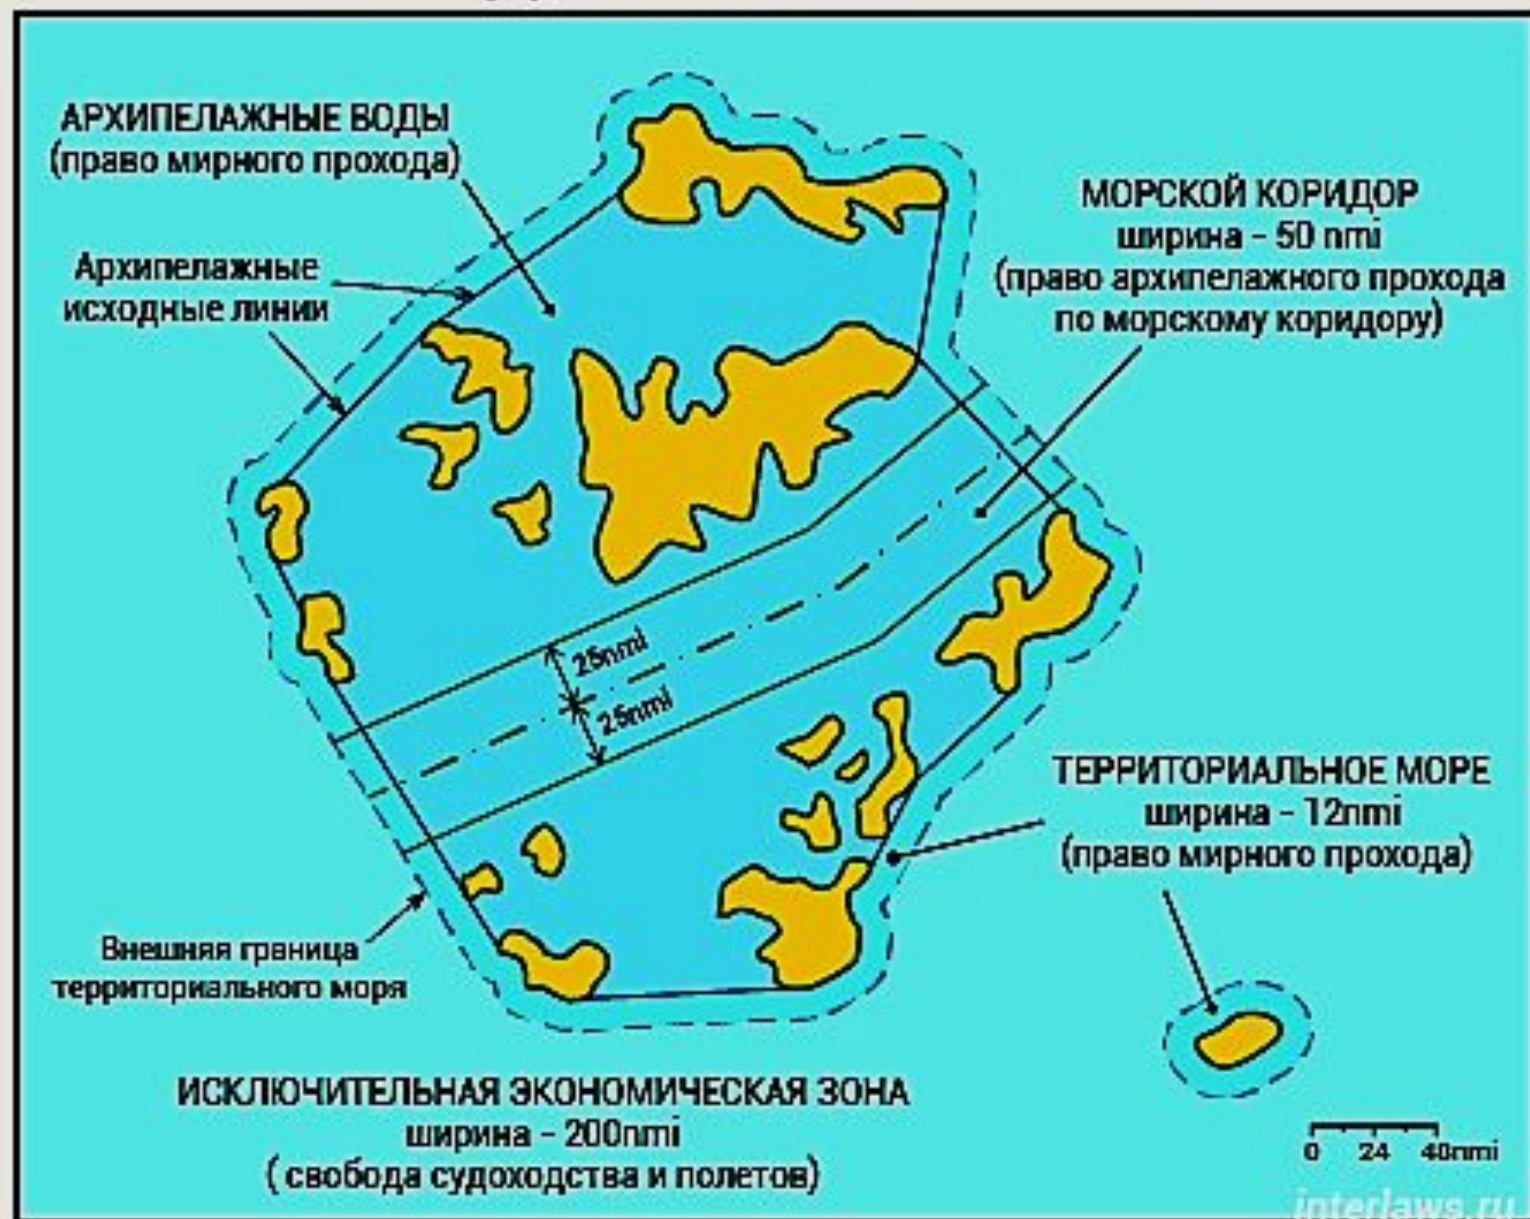 АРХИПЕЛАЖНЫЕ ВОДЫ
(право мирного прохода)
Архипелажные
исходные линии
МОРСКОЙ КОРИДОР
ширина - 50 nmi
(право архипелажного прохода
по морскому коридору)
25nmi
25nmi
ТЕРРИТОРИАЛЬНОЕ МОРЕ
ширина - 12nmi
(право мирного прохода)
Внешняя граница
территориального моря
ИСКЛЮЧИТЕЛЬНАЯ ЭКОНОМИЧЕСКАЯ ЗОНА
ширина - 200nmi
( свобода судоходства и полетов)
0 24 48nmi
interlaws.ru